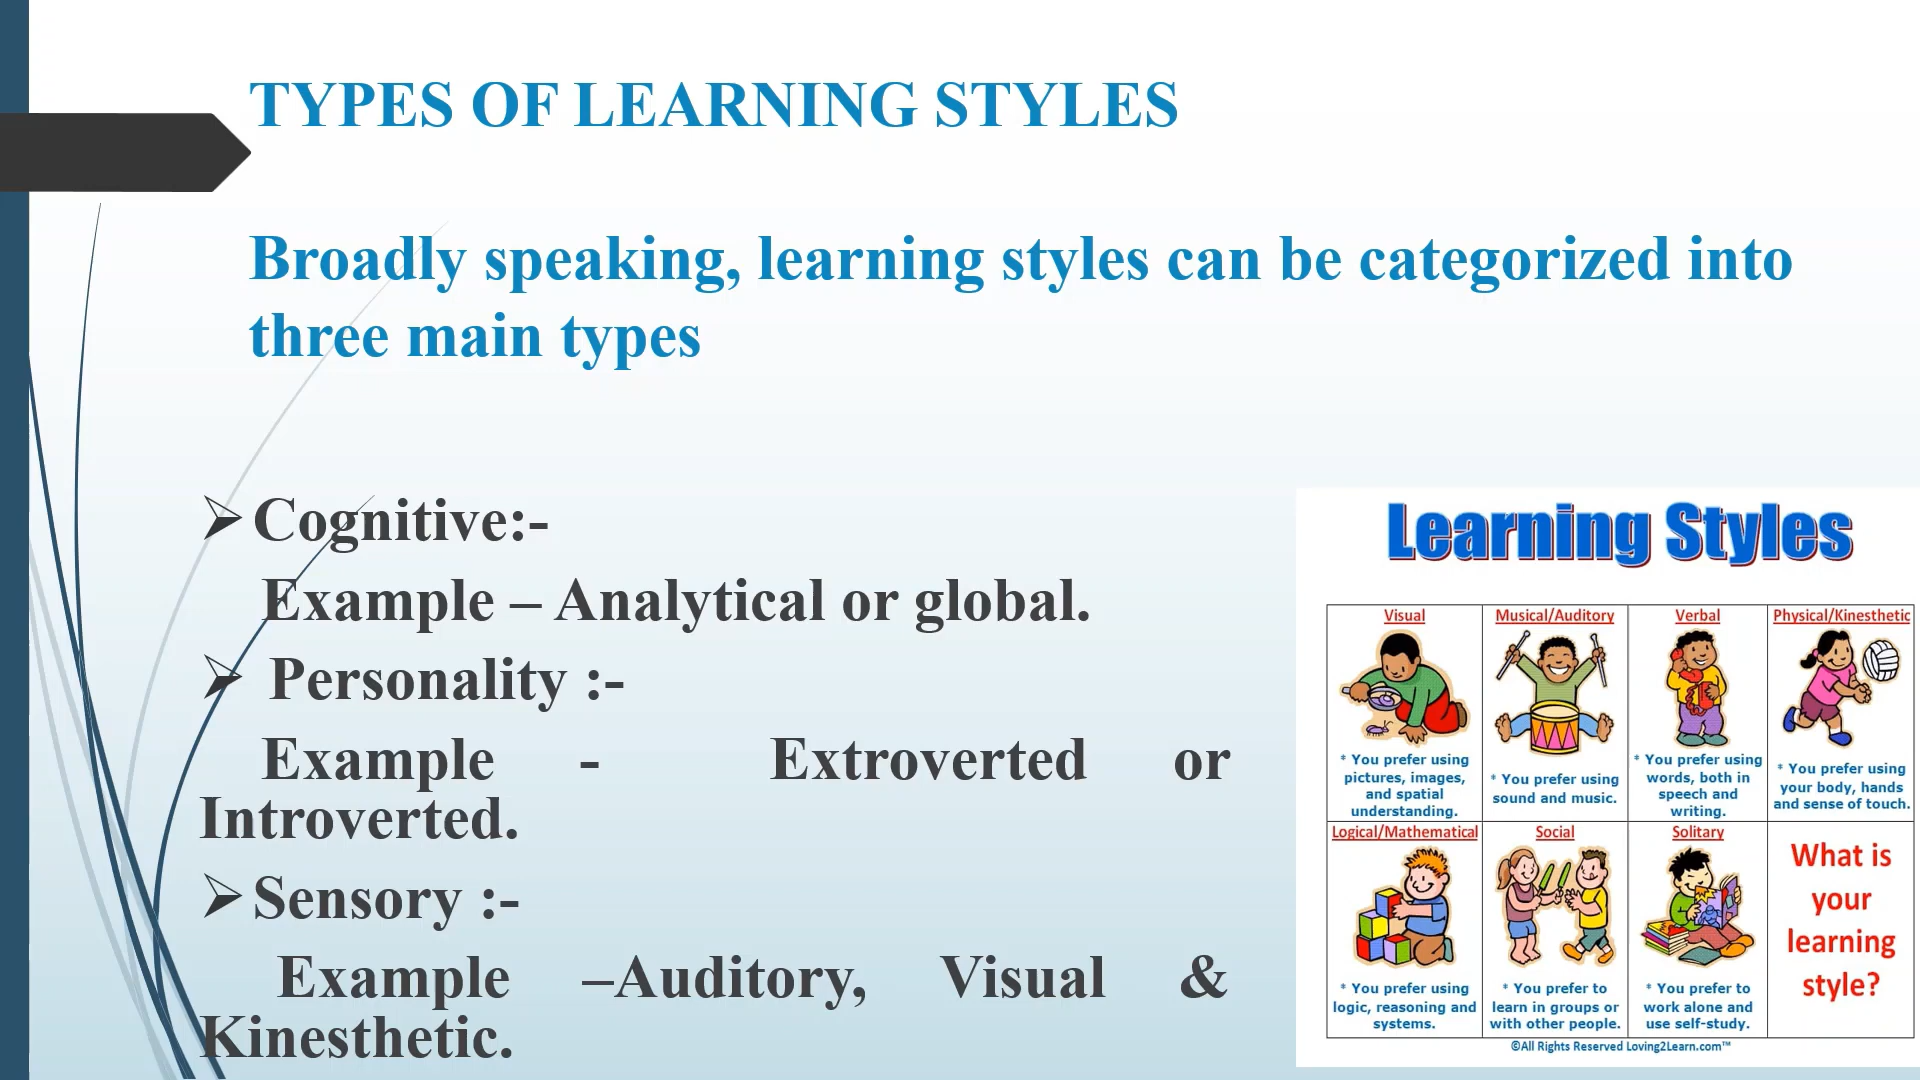 TYPES OF LEARNING STYLES
Broadly speaking, learning styles can be categorized into
three main types
Cognitive:-
Example – Analytical or global.
Personality :-
Example - Extroverted or
Introverted.
Sensory :-
Example –Auditory, Visual &
Kinesthetic.
Learning Styles
Visual
* You prefer using
pictures, images,
and spatial
understanding.
Musical/Auditory
* You prefer using
sound and music.
Verbal
* You prefer using
words, both in
speech and
writing.
Physical/Kinesthetic
* You prefer using
your body, hands
and sense of touch.
Logical/Mathematical
* You prefer using
logic, reasoning and
systems.
Social
* You prefer to
learn in groups or
with other people.
Solitary
* You prefer to
work alone and
use self-study.
What is
your
learning
style?
©All Rights Reserved Loving2Learn.com™